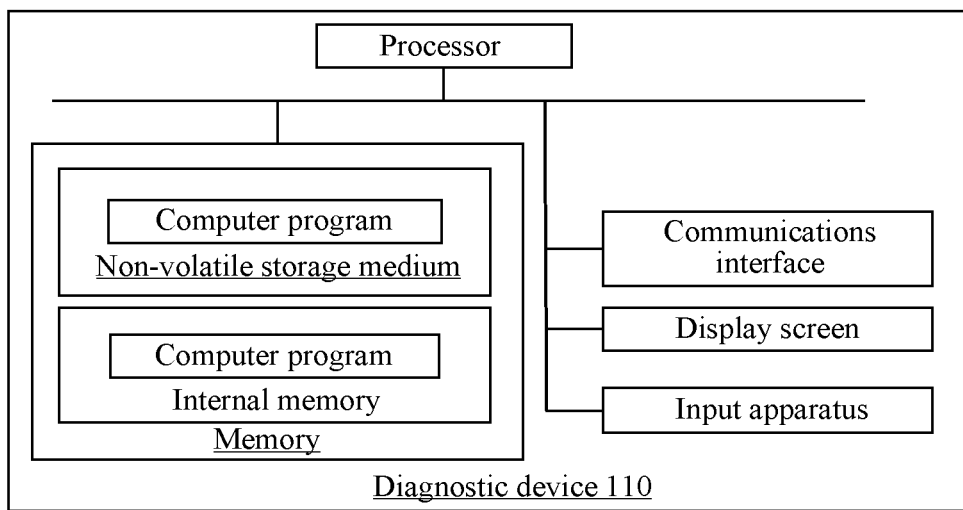 Processor
Computer program
Non-volatile storage medium
Computer program
Internal memory
Memory
Communications
interface
Display screen
Input apparatus
Diagnostic device 110